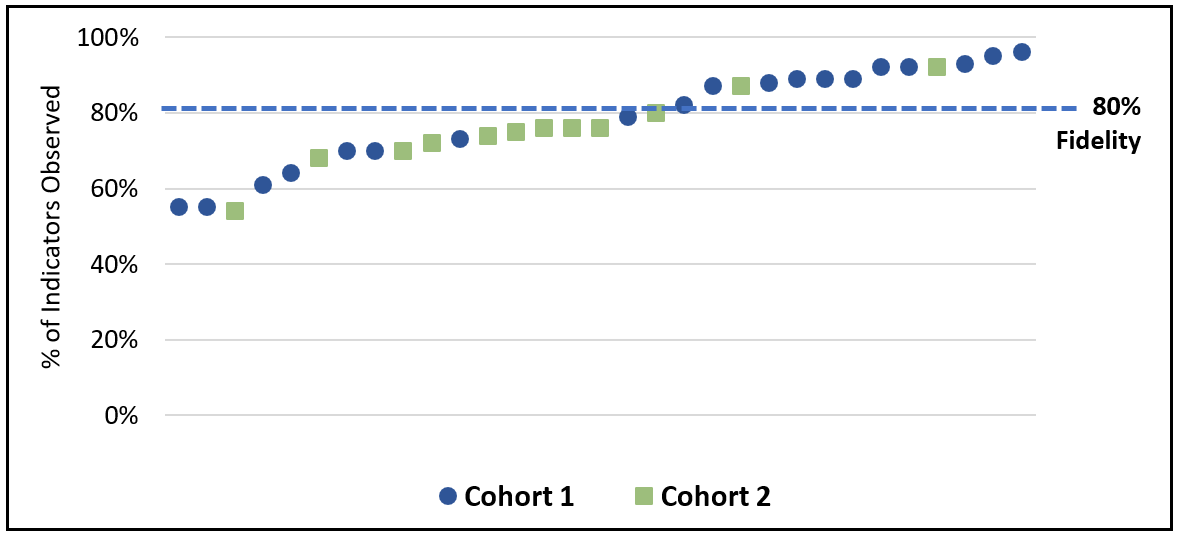 100%
80%
60%
40%
20%
0%
% of Indicators Observed
80%
Fidelity
Cohort 1
Cohort 2